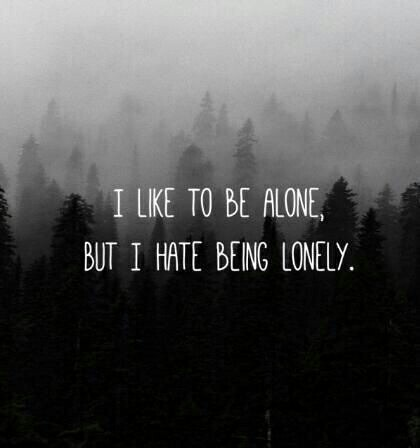 I LIKE TO BE ALONE,
BUT I HATE BEING LONELY.